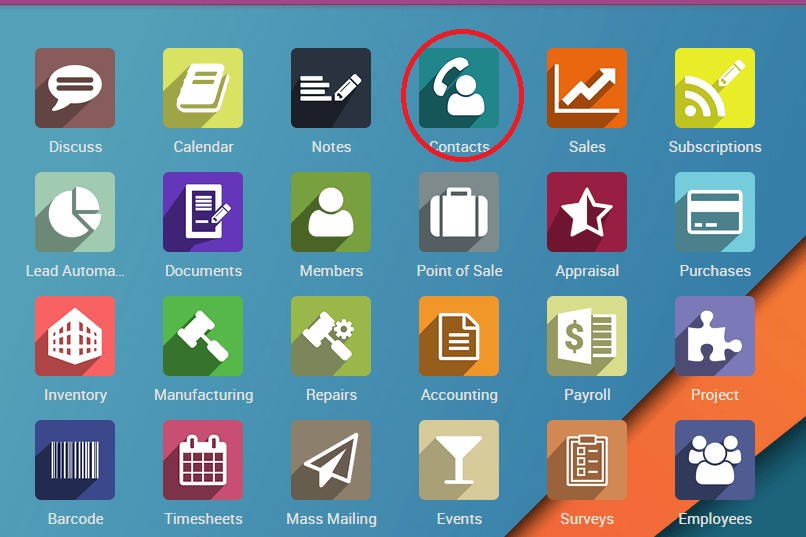 Discuss
Calendar
Notes
Contacts
Sales
Subscriptions
Lead Automa...
Documents
Members
Point of Sale
Appraisal
Purchases
Inventory
Manufacturing
Repairs
Accounting
Payroll
Project
Barcode
Timesheets
Mass Mailing
Events
Surveys
Employees